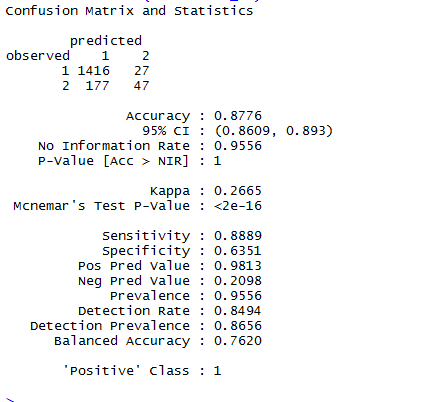 Confusion Matrix and Statistics
predicted
observed 1 2
1 1416 27
2 177 47
Accuracy : 0.8776
95% CI : (0.8609, 0.893)
No Information Rate : 0.9556
P-Value [Acc > NIR] : 1
Kappa : 0.2665
Mcnemar's Test P-Value : <2e-16
Sensitivity : 0.8889
Specificity : 0.6351
Pos Pred Value : 0.9813
Neg Pred Value : 0.2098
Prevalence : 0.9556
Detection Rate : 0.8494
Detection Prevalence : 0.8656
Balanced Accuracy : 0.7620
'Positive' Class : 1
>